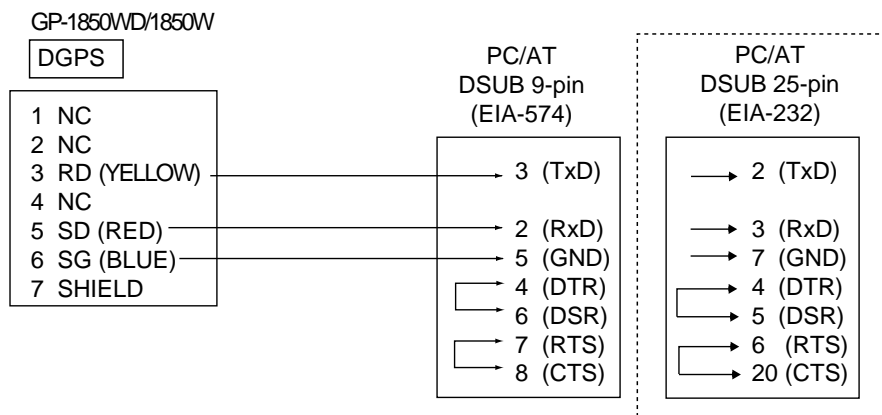 GP-1850WD/1850W
DGPS
1 NC
2 NC
3 RD (YELLOW)
4 NC
5 SD (RED)
6 SG (BLUE)
7 SHIELD
PC/AT
DSUB 9-pin
(EIA-574)
3 (TxD)
2 (RxD)
5 (GND)
4 (DTR)
6 (DSR)
7 (RTS)
8 (CTS)
PC/AT
DSUB 25-pin
(EIA-232)
2 (TxD)
3 (RxD)
7 (GND)
4 (DTR)
5 (DSR)
6 (RTS)
20 (CTS)